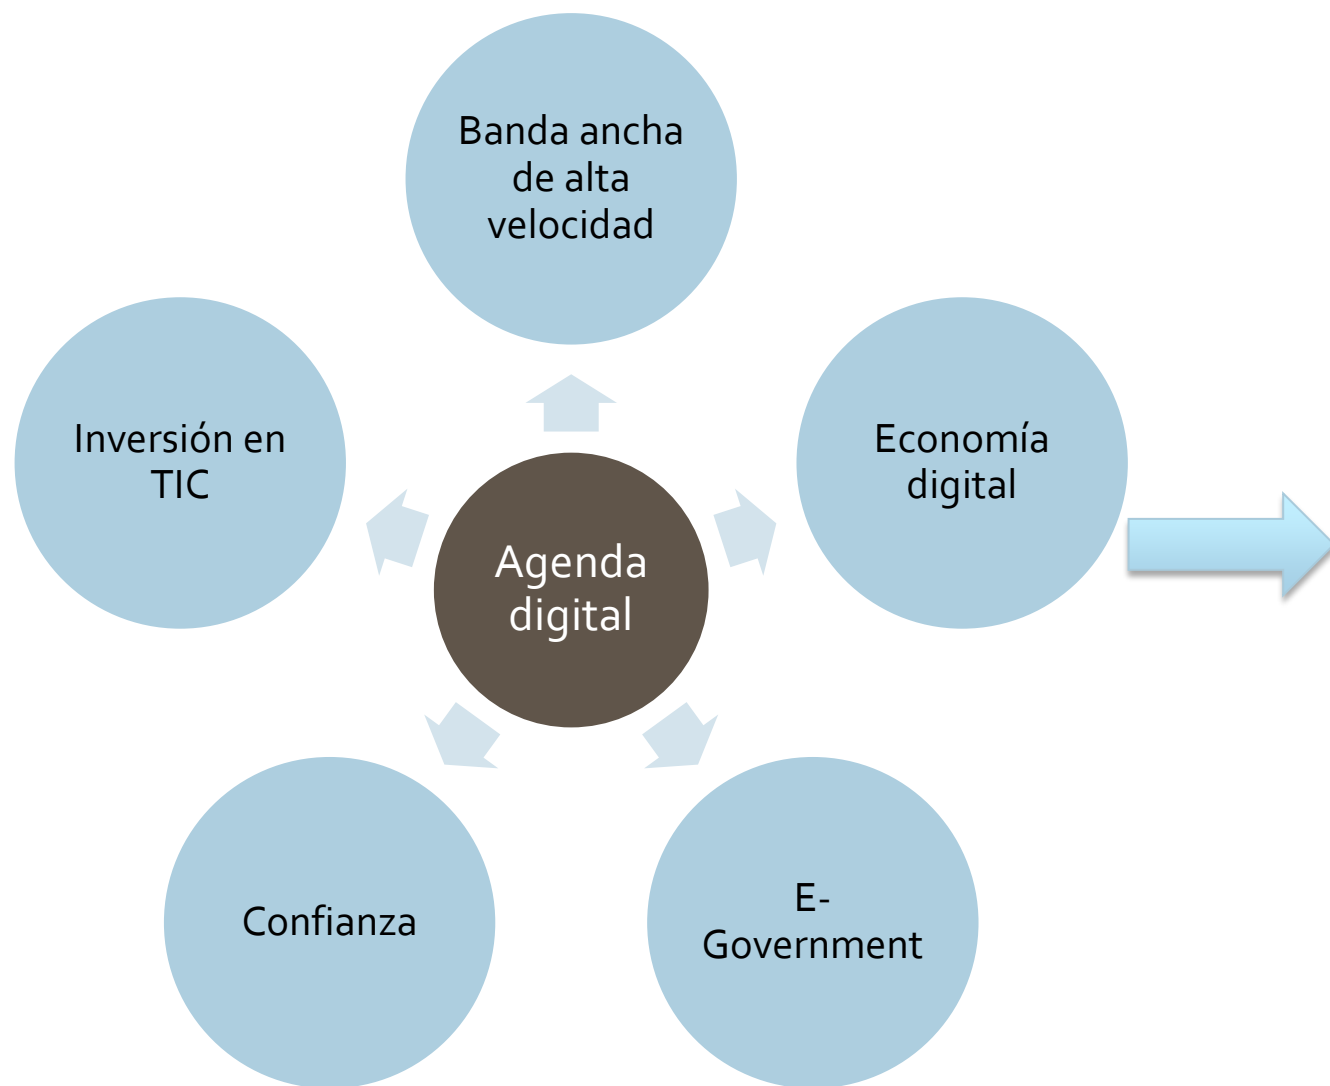 Banda ancha
de alta
velocidad
Inversión en
TIC
Economía
digital
Agenda
digital
Confianza
E-
Government